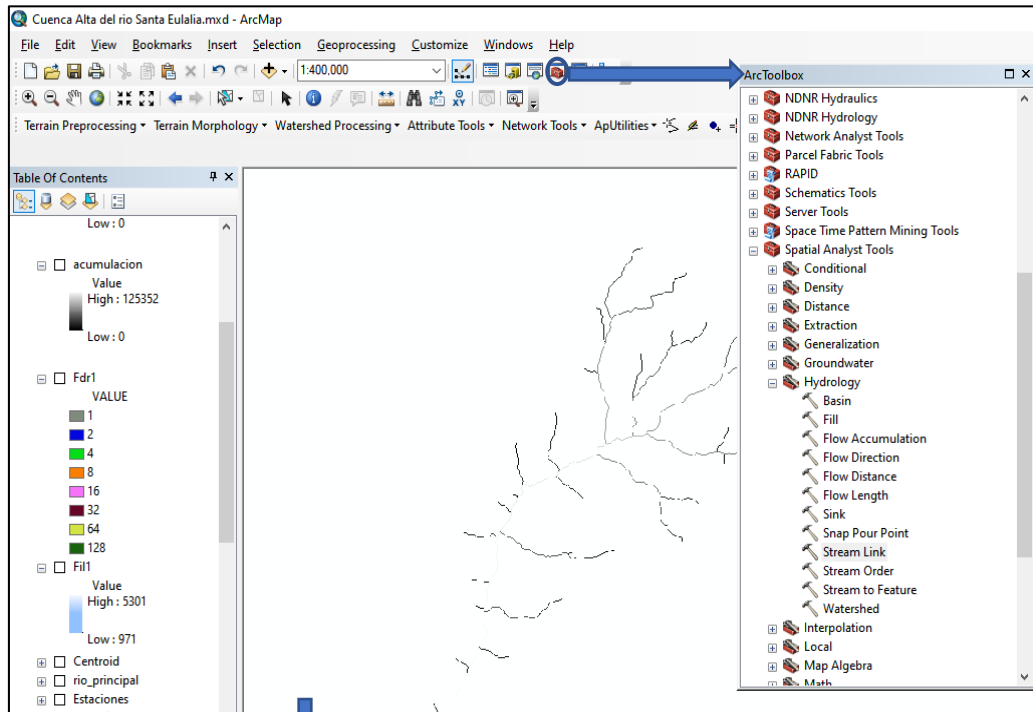 Cuenca Alta del rio Santa Eulalia.mxd - ArcMap
File Edit View Bookmarks Insert Selection Geoprocessing Customize Windows Help
1:400,000
Terrain Preprocessing Terrain Morphology Watershed Processing Attribute Tools Network Tools ApUtilities
Table Of Contents
Low : 0
acumulacion
Value
High : 125352
Low : 0
Fdr1
VALUE
1
2
4
8
16
32
64
128
Fil1
Value
High : 5301
Low : 971
Centroid
rio_principal
Estaciones
ArcToolbox
NDNR Hydraulics
NDNR Hydrology
Network Analyst Tools
Parcel Fabric Tools
RAPID
Schematics Tools
Server Tools
Space Time Pattern Mining Tools
Spatial Analyst Tools
Conditional
Density
Distance
Extraction
Generalization
Groundwater
Hydrology
Basin
Fill
Flow Accumulation
Flow Direction
Flow Distance
Flow Length
Sink
Snap Pour Point
Stream Link
Stream Order
Stream to Feature
Watershed
Interpolation
Local
Map Algebra
Math